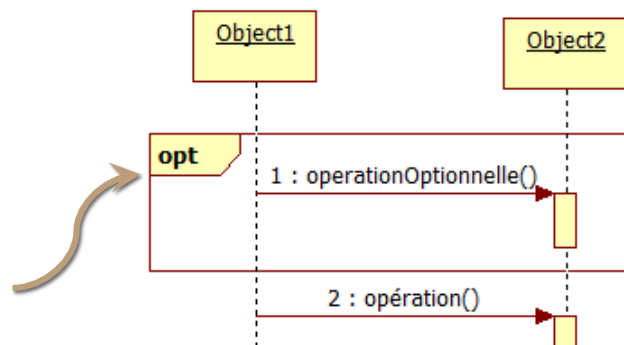 Object1
Object2
opt
1 : operationOptionnelle()
2 : opération()